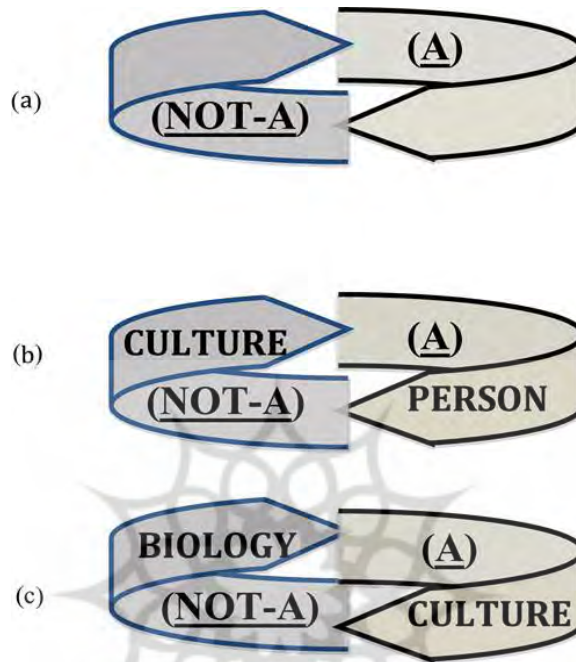 (a)
(A)
(NOT-A)
(b)
CULTURE
(A)
(NOT-A)
PERSON
(c)
BIOLOGY
(A)
(NOT-A)
CULTURE